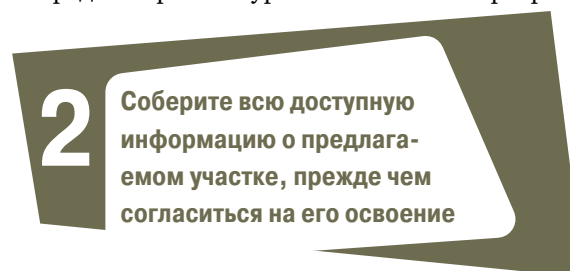 2
Соберите всю доступную
информацию о предлага-
емом участке, прежде чем
согласиться на его освоение